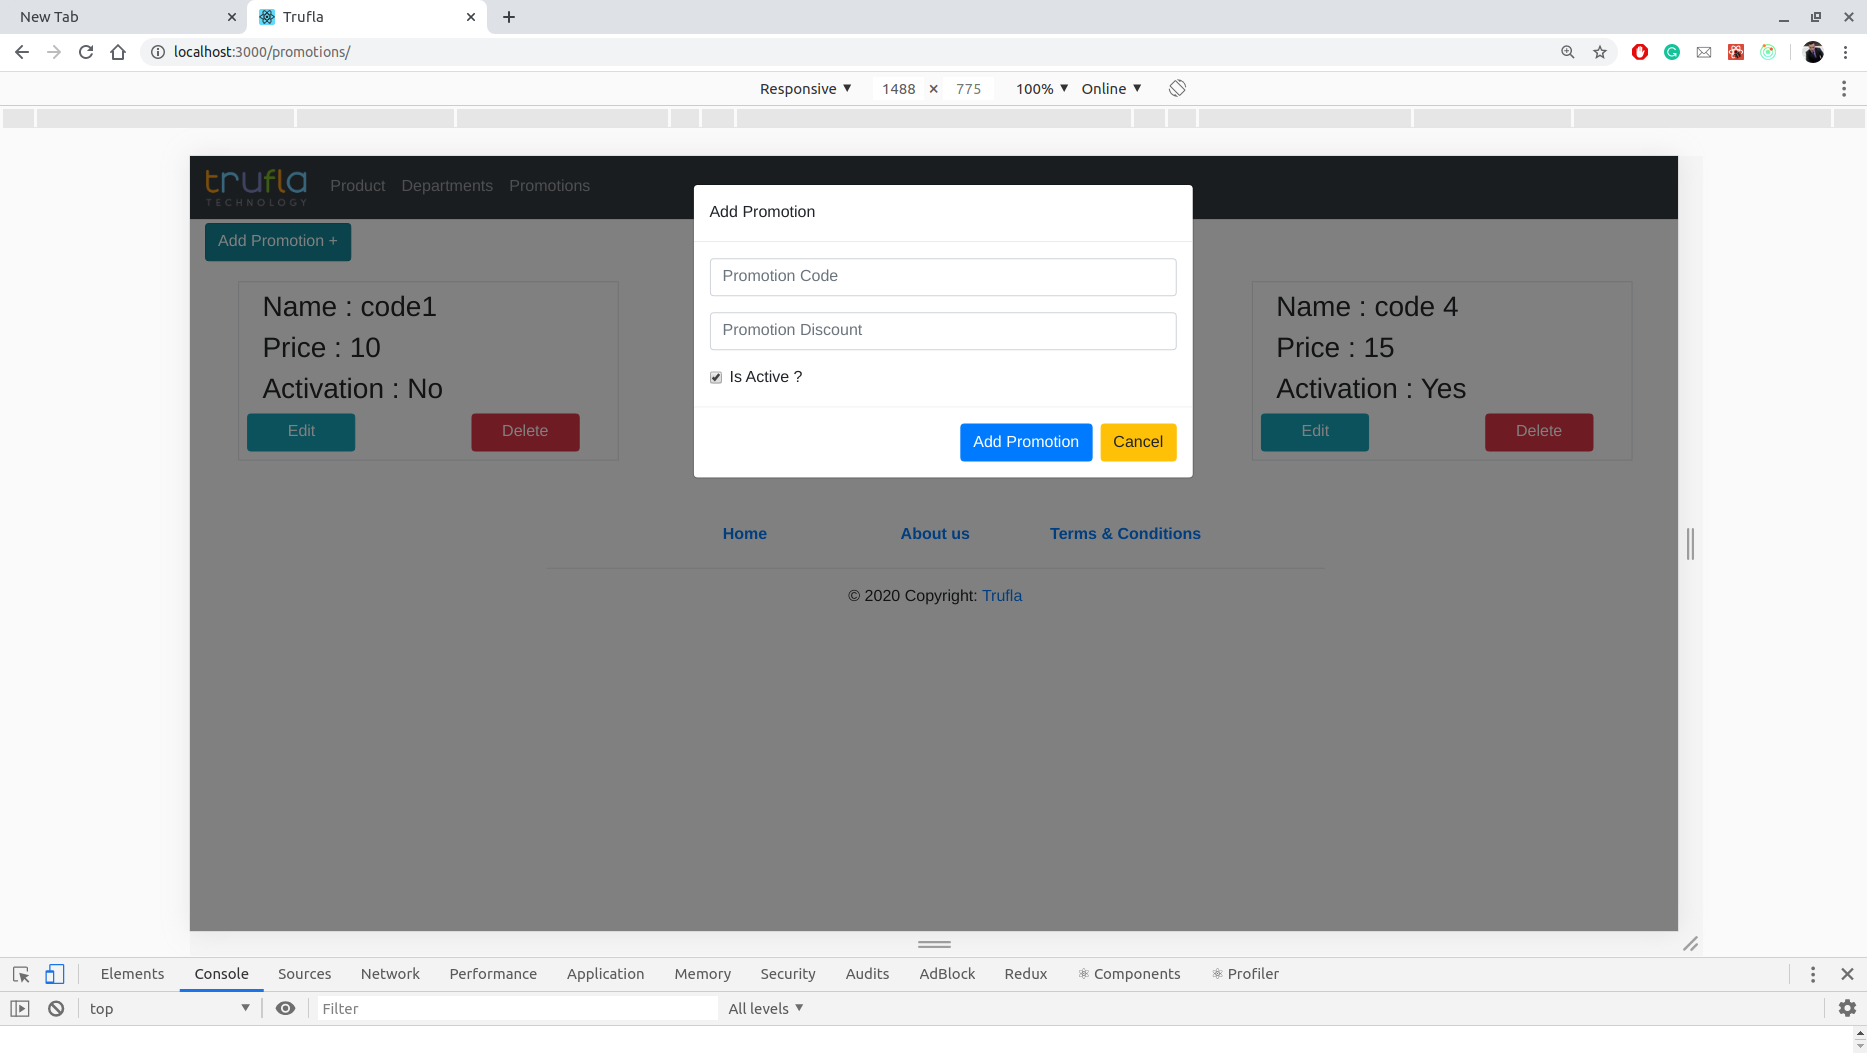 New Tab
Trufla
localhost:3000/promotions/
Responsive ▼ 1488 × 775 100% ▼ Online ▼
trufla
TECHNOLOGY
Product Departments Promotions
Add Promotion +
Name : code1
Price : 10
Activation : No
Edit Delete
Add Promotion
Promotion Code
Promotion Discount
Is Active ?
Add Promotion Cancel
Name : code 4
Price : 15
Activation : Yes
Edit Delete
Home About us Terms & Conditions
© 2020 Copyright: Trufla
Elements Console Sources Network Performance Application Memory Security Audits AdBlock Redux Components Profiler
top ▼ Filter All levels ▼